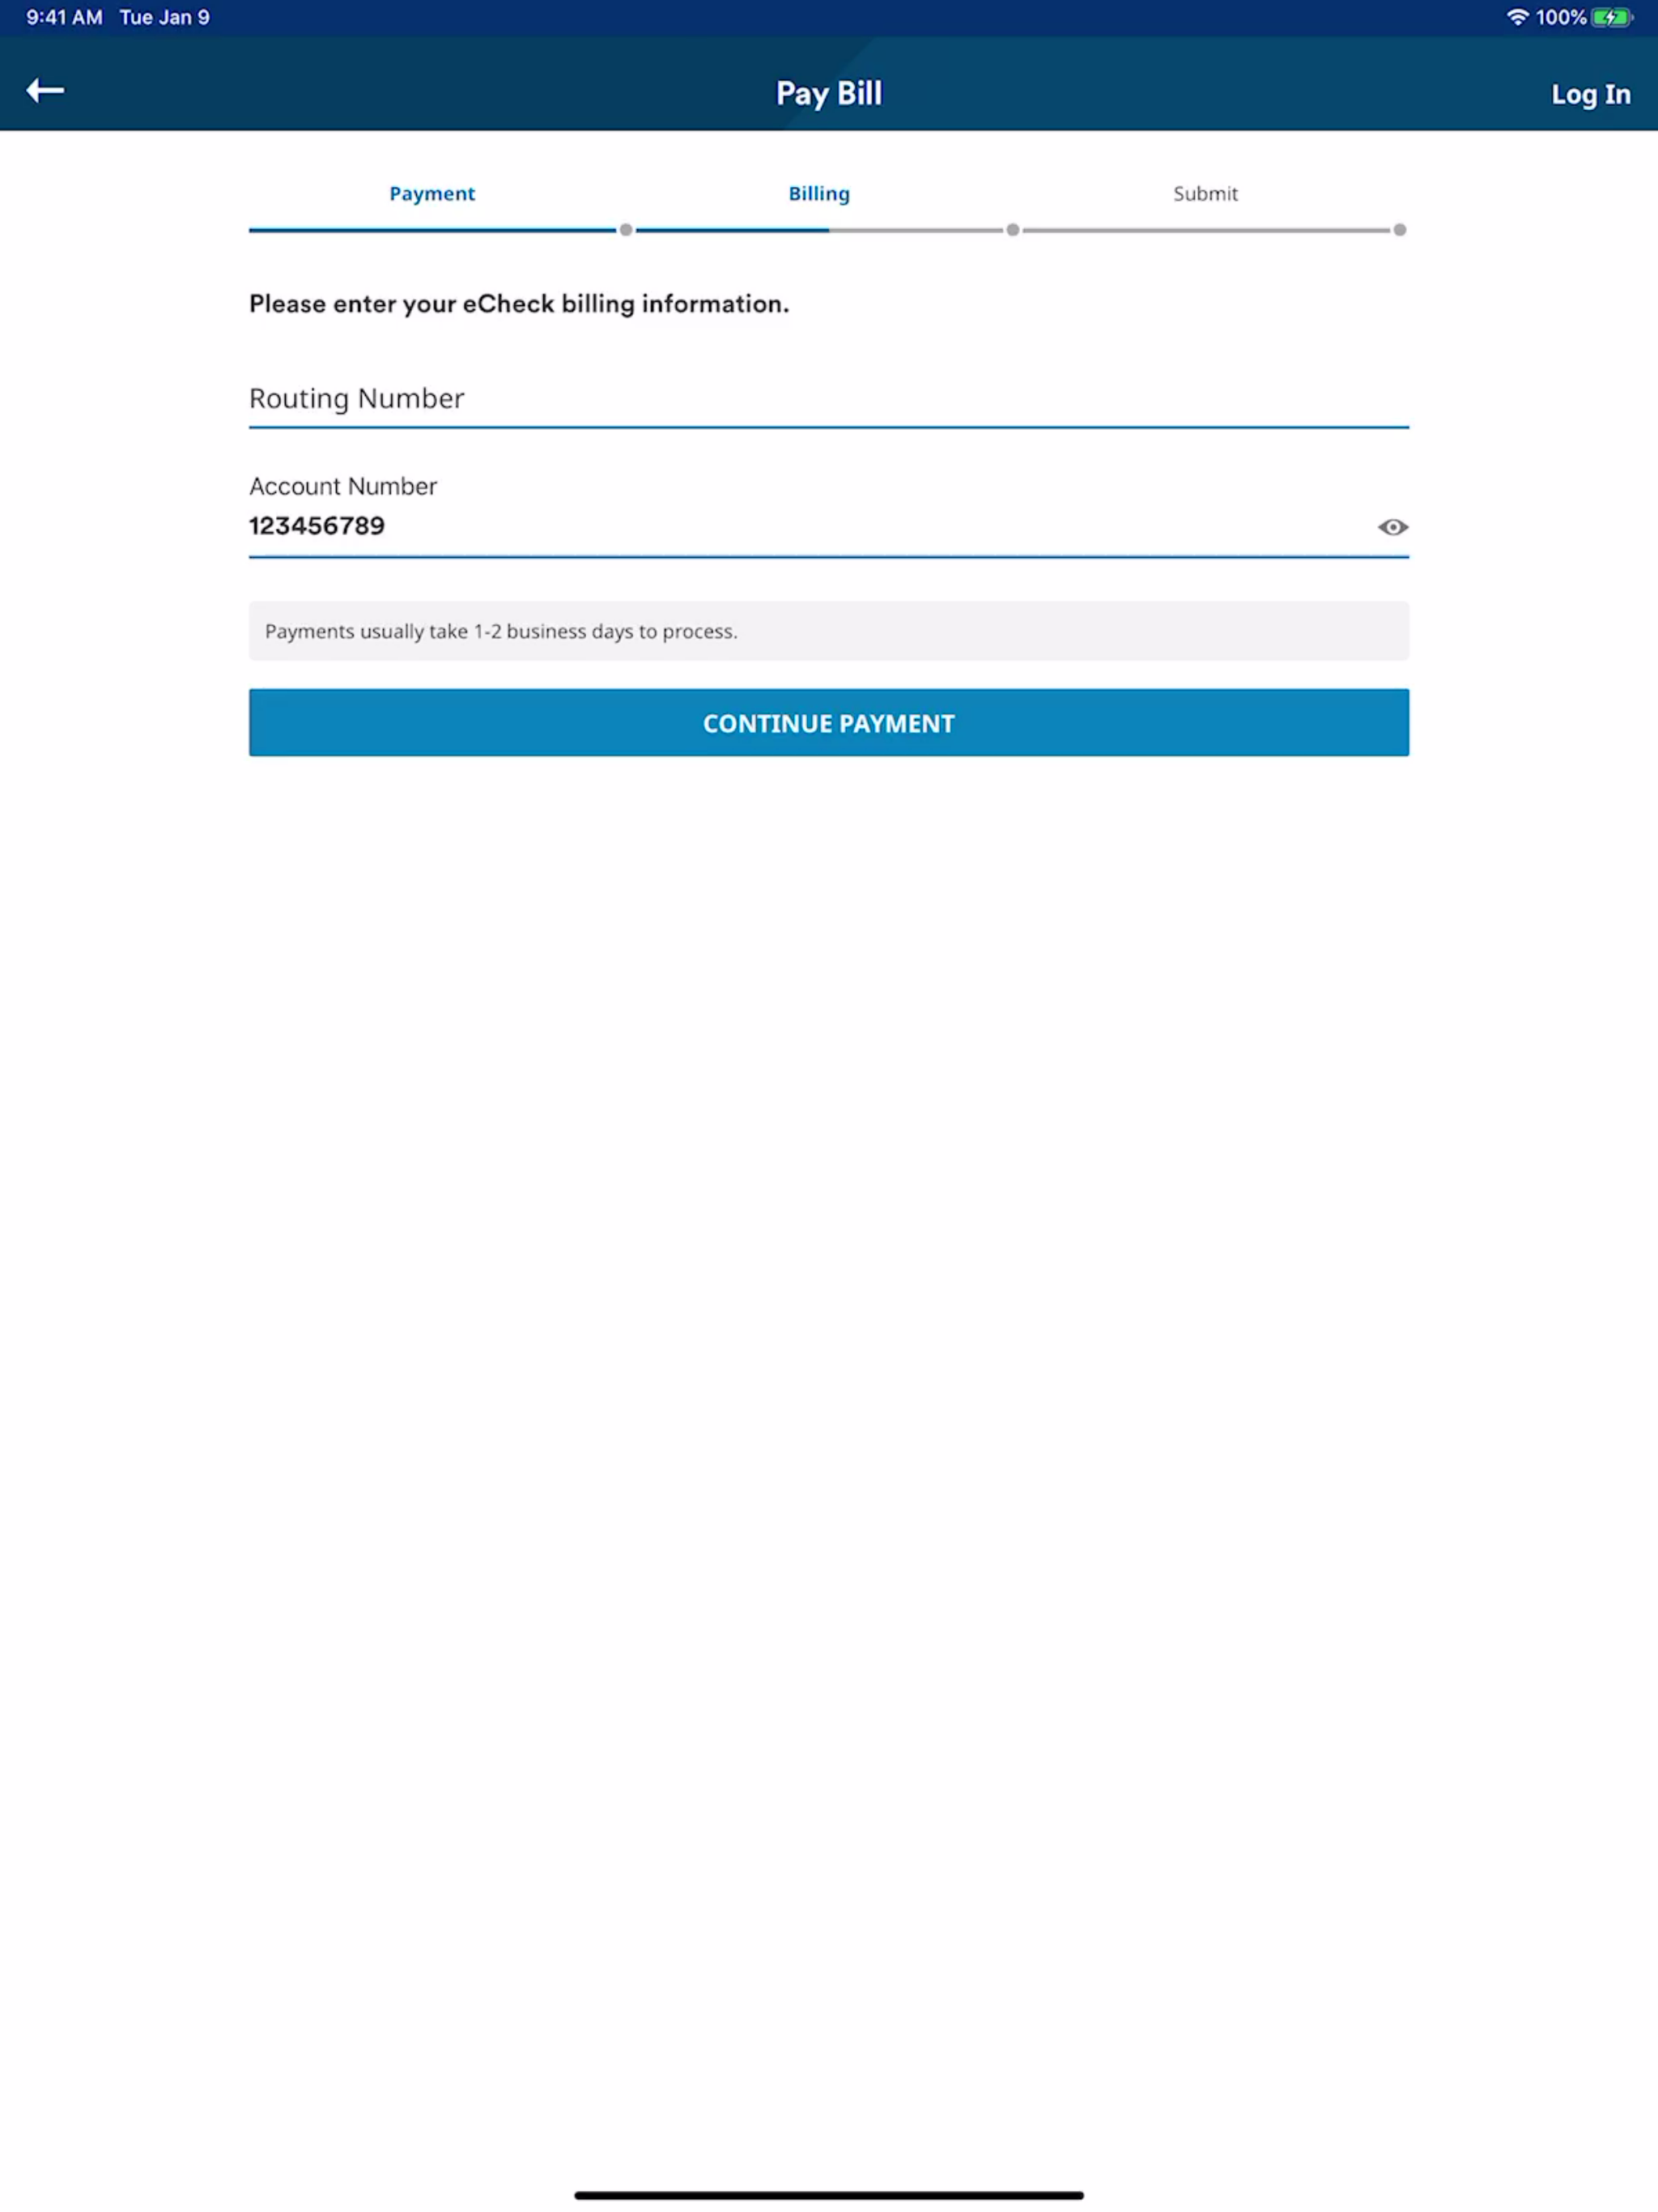 9:41 AM Tue Jan 9
100%
Pay Bill
Log In
Payment
Billing
Submit
Please enter your eCheck billing information.
Routing Number
Account Number
123456789
Payments usually take 1-2 business days to process.
CONTINUE PAYMENT